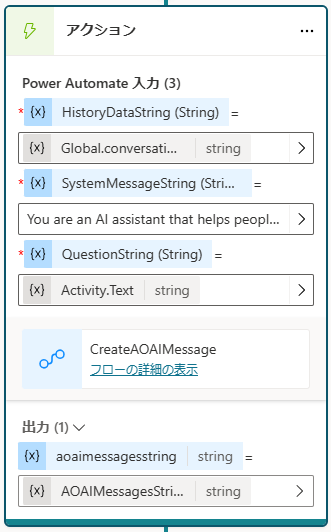 アクション
...
Power Automate 入力 (3)
* {x} HistoryDataString (String) =
{x} Global.conversati... string
* {x} SystemMessageString (Stri... =
You are an AI assistant that helps peopl...
* {x} QuestionString (String) =
{x} Activity.Text string
CreateAOAIMessage
フローの詳細の表示
出力 (1)
{x} aoaimessagesstring string =
{x} AOAIMessagesStri... string